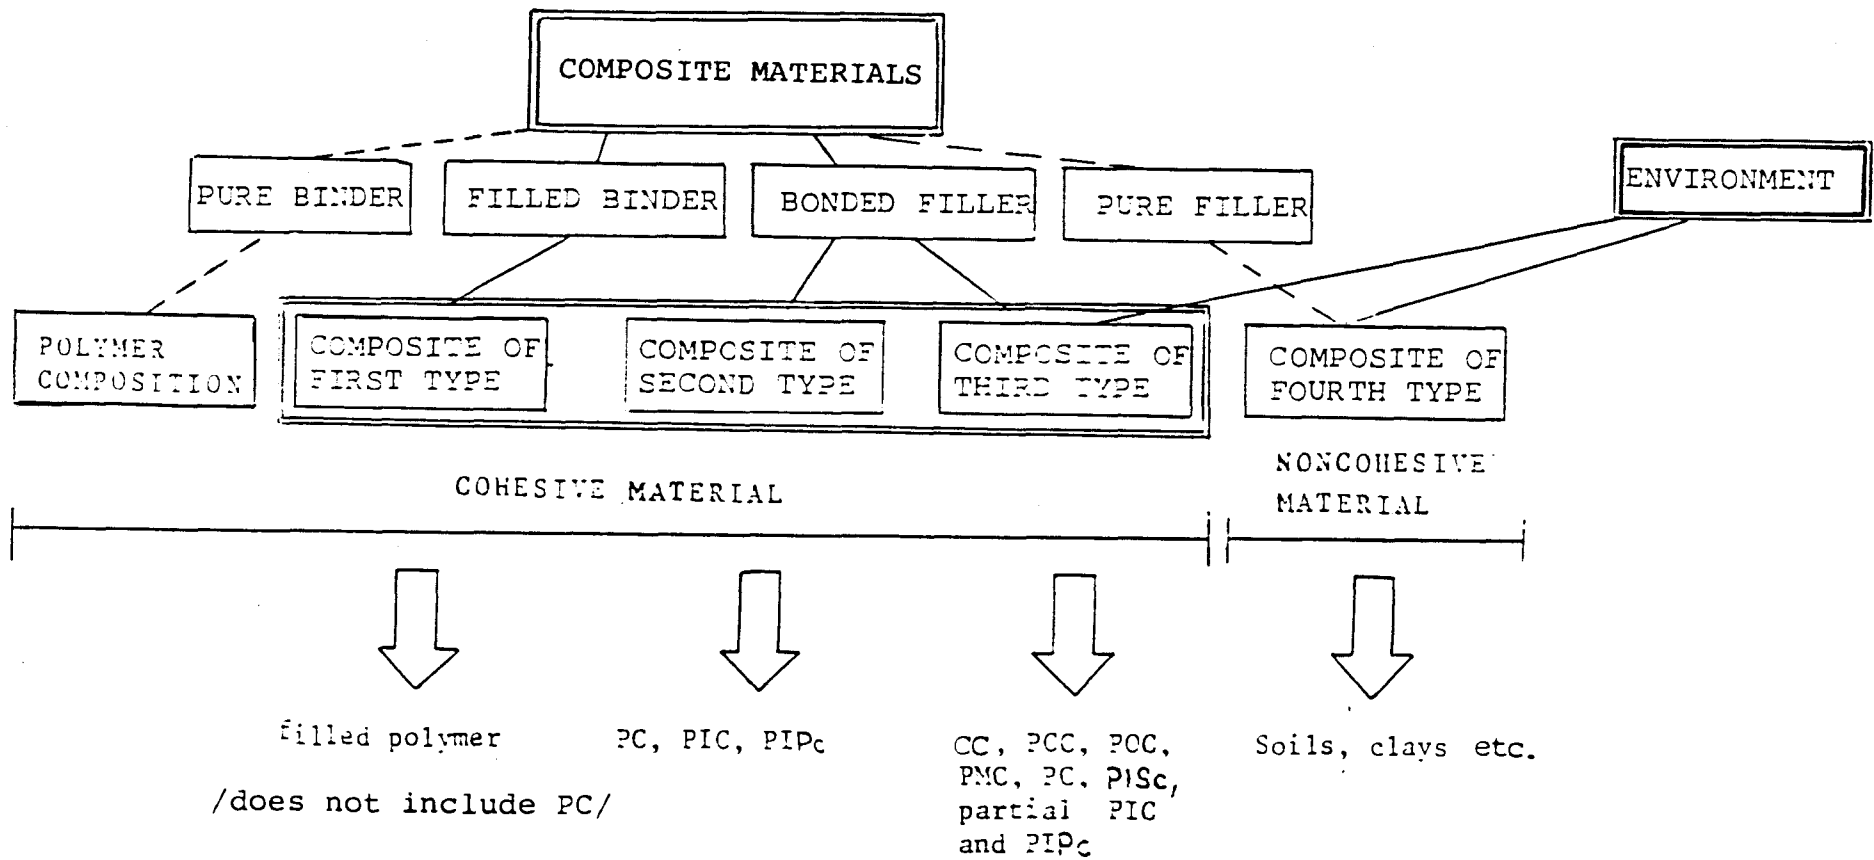 COMPOSITE MATERIALS
PURE BINDER
FILLED BINDER
BONDED FILLER
PURE FILLER
ENVIRONMENT
POLYMER
COMPOSITION
COMPOSITE OF
FIRST TYPE
COMPOSITE OF
SECOND TYPE
COMPOSITE OF
THIRD TYPE
COMPOSITE OF
FOURTH TYPE
COHESIVE MATERIAL
NONCOHESIVE
MATERIAL
filled polymer
/does not include PC/
PC, PIC, PIPc
CC, PCC, POC,
PMC, PC, PISc,
partial PIC
and PIPc
Soils, clays etc.